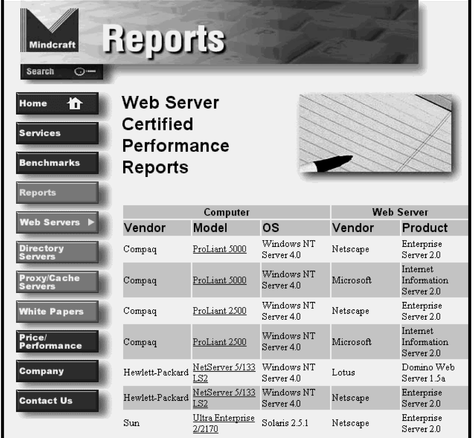 Mindcraft
Reports
Search
Home
Services
Benchmarks
Reports
Web Servers
Directory
Servers
Proxy/Cache
Servers
White Papers
Price/
Performance
Company
Contact Us
Web Server
Certified
Performance
Reports
Computer Web Server
Vendor Model OS Vendor Product
Compaq ProLiant 5000 Windows NT Server 4.0 Netscape Enterprise Server 2.0
Compaq ProLiant 5000 Windows NT Server 4.0 Microsoft Internet Information Server 2.0
Compaq ProLiant 2500 Windows NT Server 4.0 Netscape Enterprise Server 2.0
Compaq ProLiant 2500 Windows NT Server 4.0 Microsoft Internet Information Server 2.0
Hewlett-Packard NetServer 5/133 LS2 Windows NT Server 4.0 Lotus Domino Web Server 1.5a
Hewlett-Packard NetServer 5/133 LS2 Windows NT Server 4.0 Netscape Enterprise Server 2.0
Sun Ultra Enterprise 2/2170 Solaris 2.5.1 Netscape Enterprise Server 2.0